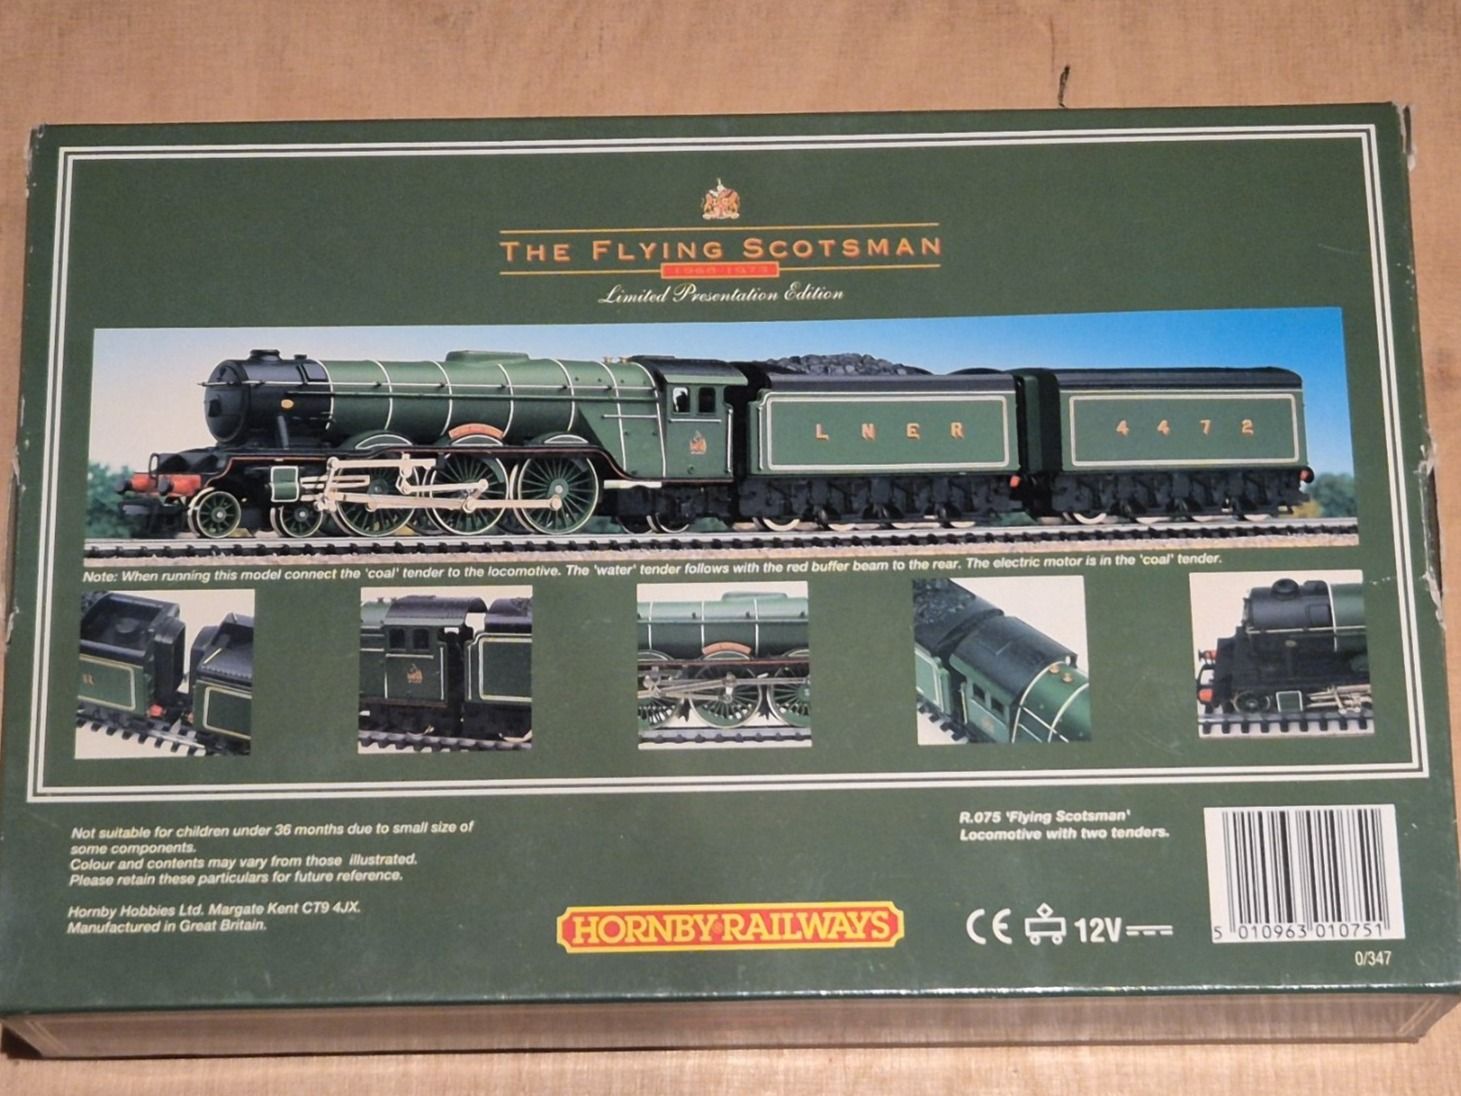 THE FLYING SCOTSMAN
1968-1973
Limited Presentation Edition
L N E R
4 4 7 2
Note: When running this model connect the 'coal' tender to the locomotive. The 'water' tender follows with the red buffer beam to the rear. The electric motor is in the 'coal' tender.
Not suitable for children under 36 months due to small size of
some components.
Colour and contents may vary from those illustrated.
Please retain these particulars for future reference.
Hornby Hobbies Ltd. Margate Kent CT9 4JX.
Manufactured in Great Britain.
HORNBY®RAILWAYS
R.075 'Flying Scotsman'
Locomotive with two tenders.
CE 12V
5 010963 010751
0/347